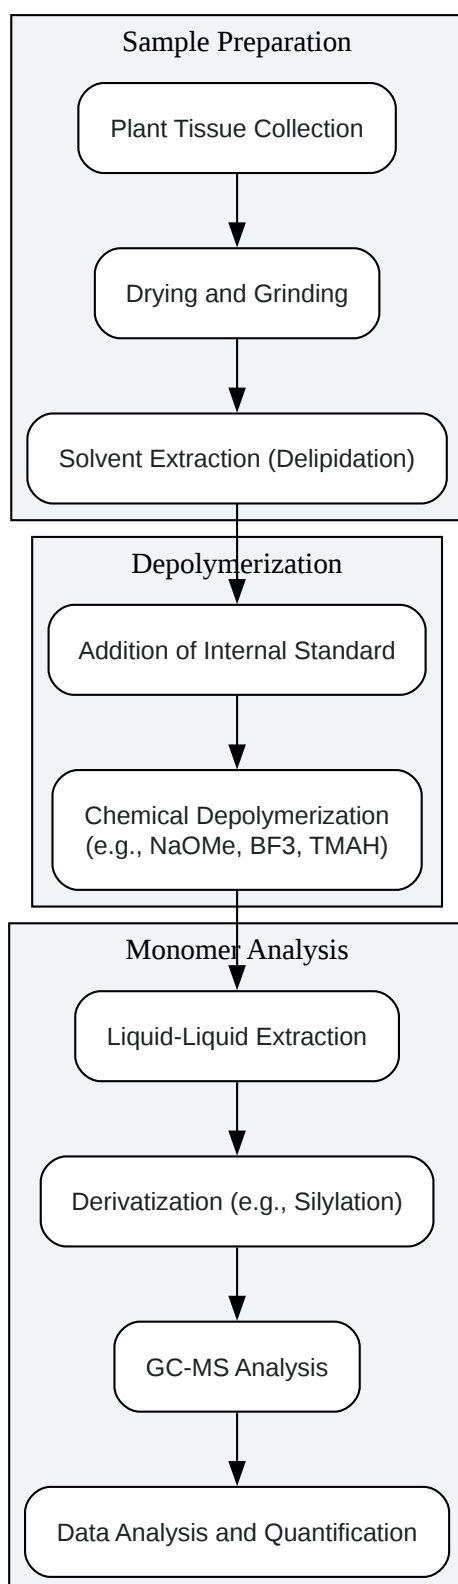 Sample Preparation
Plant Tissue Collection
Drying and Grinding
Solvent Extraction (Delipidation)
Depolymerization
Addition of Internal Standard
Chemical Depolymerization
(e.g., NaOMe, BF3, TMAH)
Monomer Analysis
Liquid-Liquid Extraction
Derivatization (e.g., Silylation)
GC-MS Analysis
Data Analysis and Quantification